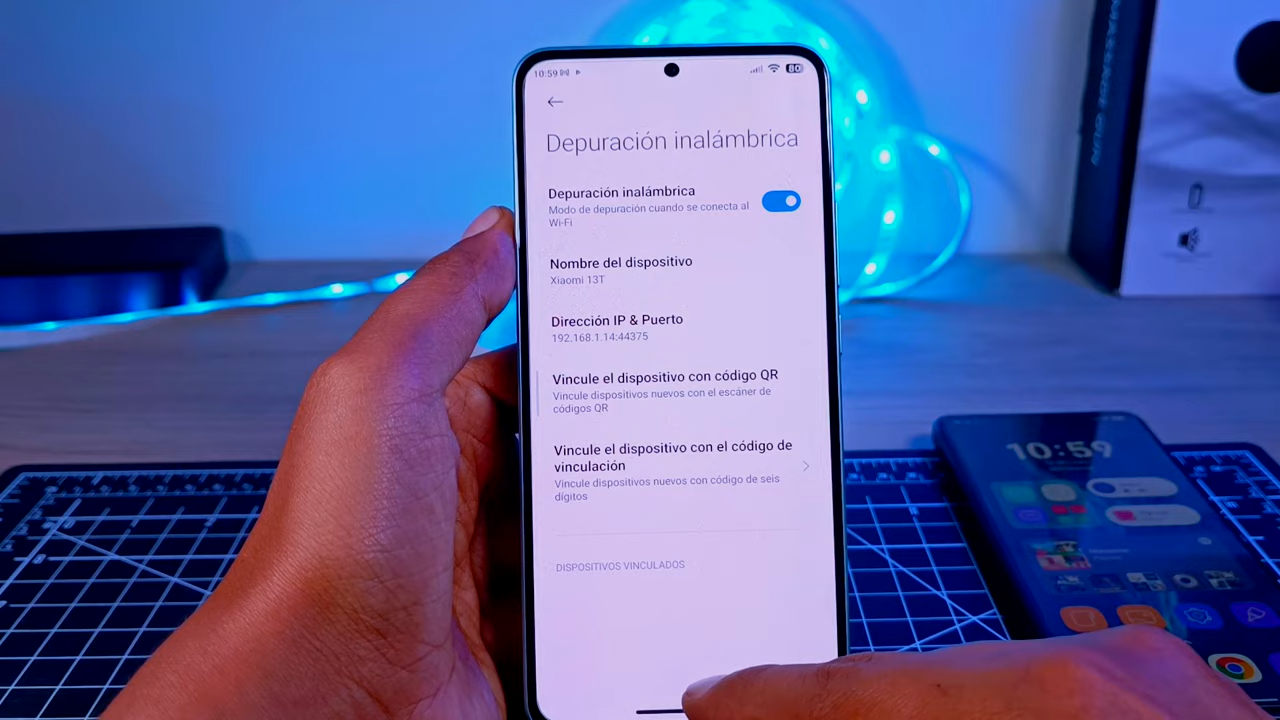 10:59
80
Depuración inalámbrica
Depuración inalámbrica
Modo de depuración cuando se conecta al
Wi-Fi
Nombre del dispositivo
Xiaomi 13T
Dirección IP & Puerto
192.168.1.14:44375
Vincule el dispositivo con código QR
Vincule dispositivos nuevos con el escáner de
códigos QR
Vincule el dispositivo con el código de
vinculación
Vincule dispositivos nuevos con código de seis
dígitos
DISPOSITIVOS VINCULADOS
10:59